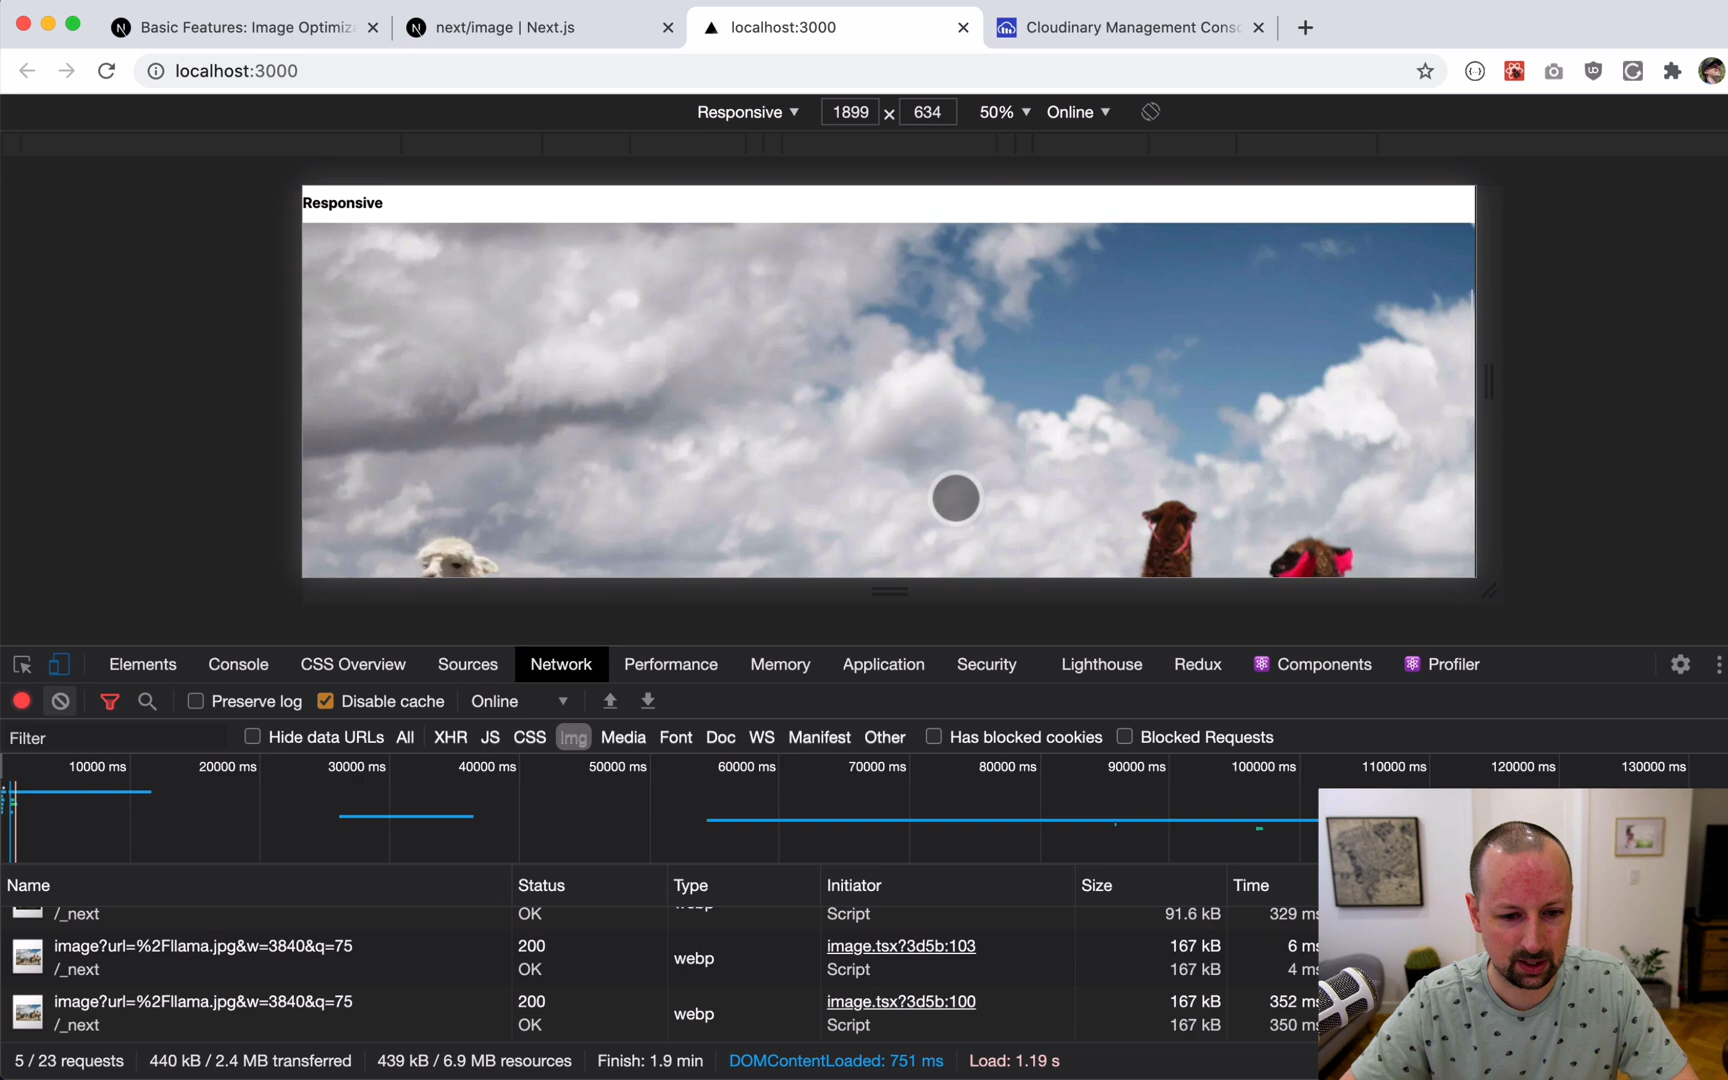 Basic Features: Image Optimiza
next/image | Next.js
localhost:3000
Cloudinary Management Conso
localhost:3000
Responsive ▼ 1899 × 634 50% ▼ Online ▼
Responsive
Elements Console CSS Overview Sources Network Performance Memory Application Security Lighthouse Redux Components Profiler
Preserve log Disable cache Online ▼
Filter Hide data URLs All XHR JS CSS Img Media Font Doc WS Manifest Other Has blocked cookies Blocked Requests
10000 ms 20000 ms 30000 ms 40000 ms 50000 ms 60000 ms 70000 ms 80000 ms 90000 ms 100000 ms 110000 ms 120000 ms 130000 ms
Name Status Type Initiator Size Time
/_next OK Script 91.6 kB 329 ms
image?url=%2Fllama.jpg&w=3840&q=75 200 webp image.tsx?3d5b:103 167 kB 6 ms
/_next OK Script 167 kB 4 ms
image?url=%2Fllama.jpg&w=3840&q=75 200 webp image.tsx?3d5b:100 167 kB 352 ms
/_next OK Script 167 kB 350 ms
5 / 23 requests 440 kB / 2.4 MB transferred 439 kB / 6.9 MB resources Finish: 1.9 min DOMContentLoaded: 751 ms Load: 1.19 s